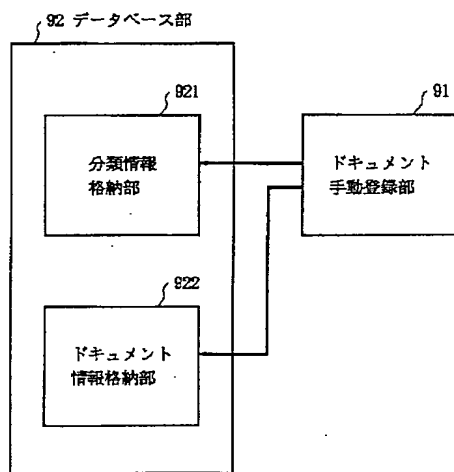 92 データベース部
921
分類情報
格納部
91
ドキュメント
手動登録部
922
ドキュメント
情報格納部